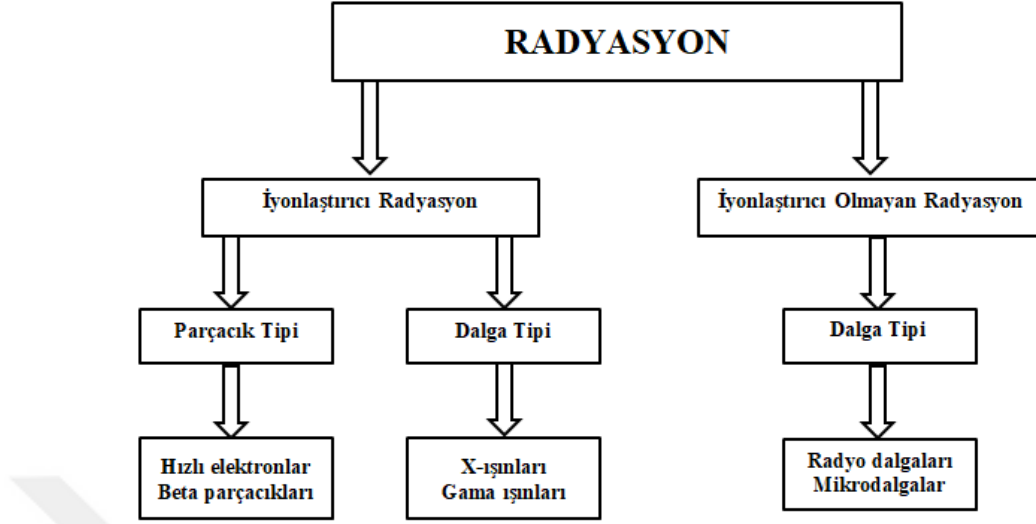 RADYASYON
İyonlaştırıcı Radyasyon
İyonlaştırıcı Olmayan Radyasyon
Parçacık Tipi
Dalga Tipi
Dalga Tipi
Hızlı elektronlar
Beta parçacıkları
X-ışınları
Gama ışınları
Radyo dalgaları
Mikrodalgalar